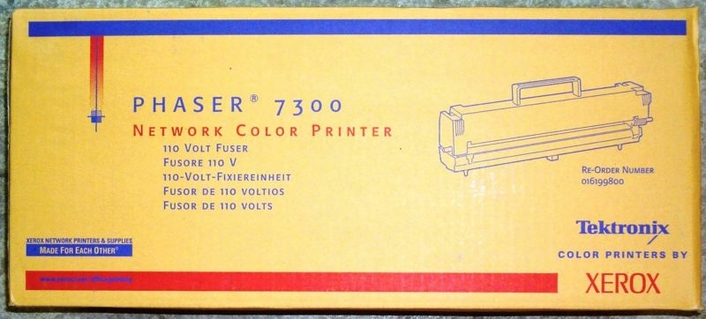 PHASER® 7300
NETWORK COLOR PRINTER
110 VOLT FUSER
FUSORE 110 V
110-VOLT-FIXIEREINHEIT
FUSOR DE 110 VOLTIOS
FUSOR DE 110 VOLTS
RE-ORDER NUMBER
016199800
XEROX NETWORK PRINTERS & SUPPLIES
MADE FOR EACH OTHER®
Tektronix
COLOR PRINTERS BY
XEROX